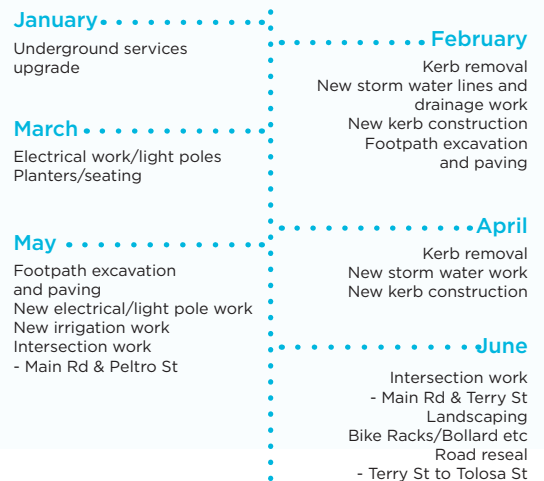 January
Underground services
upgrade
February
Kerb removal
New storm water lines and
drainage work
New kerb construction
Footpath excavation
and paving
March
Electrical work/light poles
Planters/seating
April
Kerb removal
New storm water work
New kerb construction
May
Footpath excavation
and paving
New electrical/light pole work
New irrigation work
Intersection work
- Main Rd & Peltro St
June
Intersection work
- Main Rd & Terry St
Landscaping
Bike Racks/Bollard etc
Road reseal
- Terry St to Tolosa St